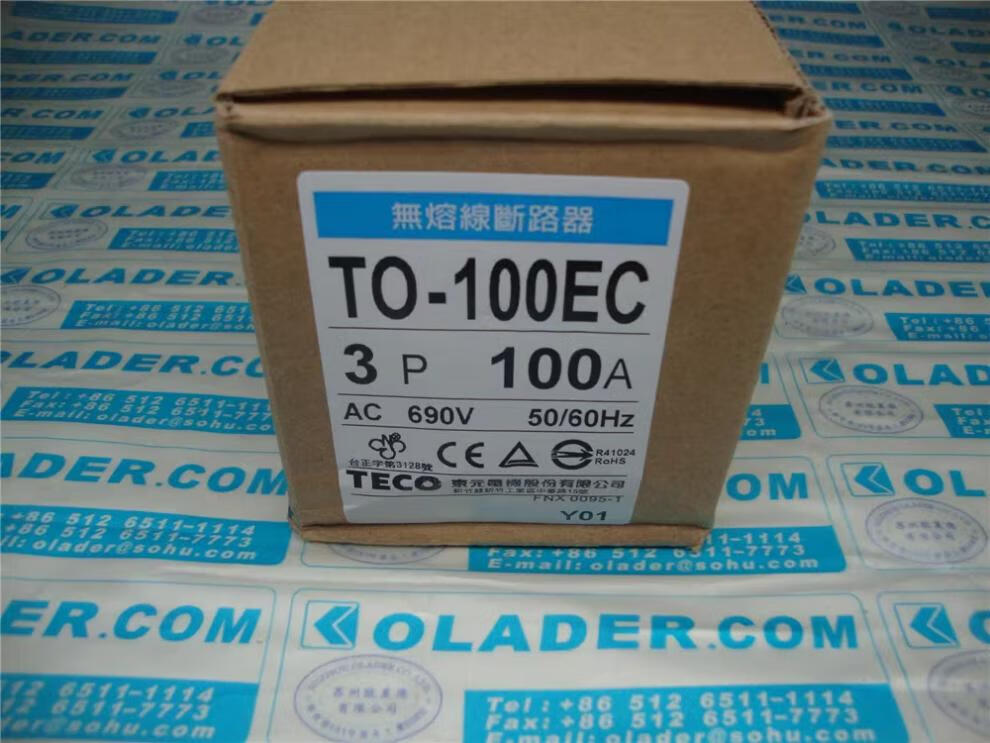 無熔線斷路器
TO-100EC
3 P 100A
AC 690V 50/60Hz
台正字第3128號
CE
R41024
RoHS
TECO 東元電機股份有限公司
FNX 0095-T
Y01
OLADER.COM
Tel:+86 512 6511-1114
Fax:+86 512 6511-7773
E-mail:olader@sohu.com